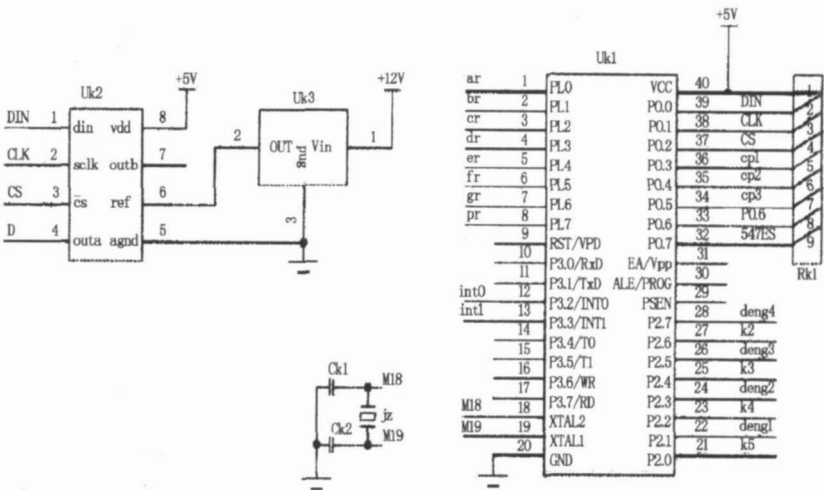 Uk2
+5V
DIN 1 din vdd 8
CLK 2 sclk outb 7
CS 3 cs ref 6
D 4 outa agnd 5
Uk3
+12V
2 OUT gnd Vin 1
3
Ck1 M18
jz
Ck2 M19
+5V
Uk1
ar 1 PL0 VCC 40 1
br 2 PL1 P0.0 39 DIN 2
cr 3 PL2 P0.1 38 CLK 3
dr 4 PL3 P0.2 37 CS 4
er 5 PL4 P0.3 36 cp1 5
fr 6 PL5 P0.4 35 cp2 6
gr 7 PL6 P0.5 34 cp3 7
pr 8 PL7 P0.6 33 P0.6 8
9 RST/VPD P0.7 32 547ES 9
10 P3.0/RxD EA/Vpp 31
Rk1
11 P3.1/TxD ALE/PROG 30
int0 12 P3.2/INT0 PSEN 29
int1 13 P3.3/INT1 P2.7 28 deng4
14 P3.4/T0 P2.6 27 k2
15 P3.5/T1 P2.5 26 deng3
16 P3.6/WR P2.4 25 k3
17 P3.7/RD P2.3 24 deng2
M18 18 XTAL2 P2.2 23 k4
M19 19 XTAL1 P2.1 22 deng1
20 GND P2.0 21 k5